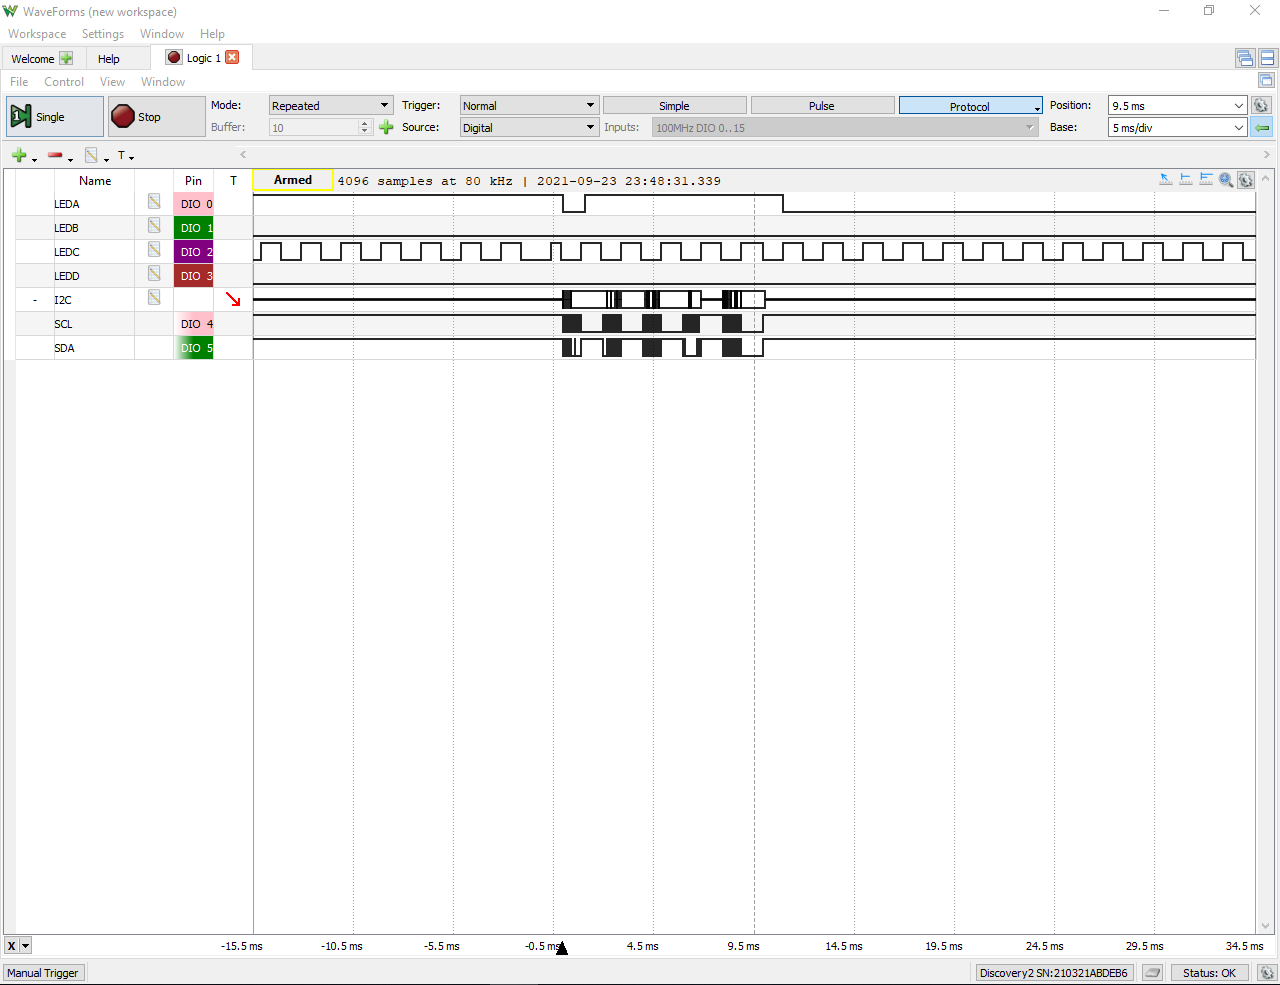 WaveForms (new workspace)
Workspace Settings Window Help
Welcome Help Logic 1
File Control View Window
Single Stop Mode: Repeated Trigger: Normal Simple Pulse Protocol Position: 9.5 ms
Buffer: 10 Source: Digital Inputs: 100MHz DIO 0..15 Base: 5 ms/div
T
Name Pin T Armed 4096 samples at 80 kHz | 2021-09-23 23:48:31.339
LEDA DIO 0
LEDB DIO 1
LEDC DIO 2
LEDD DIO 3
- I2C
SCL DIO 4
SDA DIO 5
X -15.5 ms -10.5 ms -5.5 ms -0.5 ms 4.5 ms 9.5 ms 14.5 ms 19.5 ms 24.5 ms 29.5 ms 34.5 ms
Manual Trigger Discovery2 SN:210321ABDEB6 Status: OK